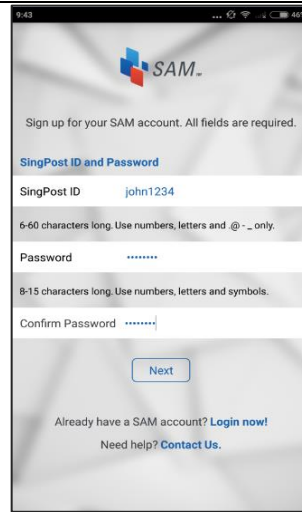 9:43
... 46%
SAM
Sign up for your SAM account. All fields are required.
SingPost ID and Password
SingPost ID john1234
6-60 characters long. Use numbers, letters and .@ - _ only.
Password ••••••••
8-15 characters long. Use numbers, letters and symbols.
Confirm Password ••••••••
Next
Already have a SAM account? Login now!
Need help? Contact Us.